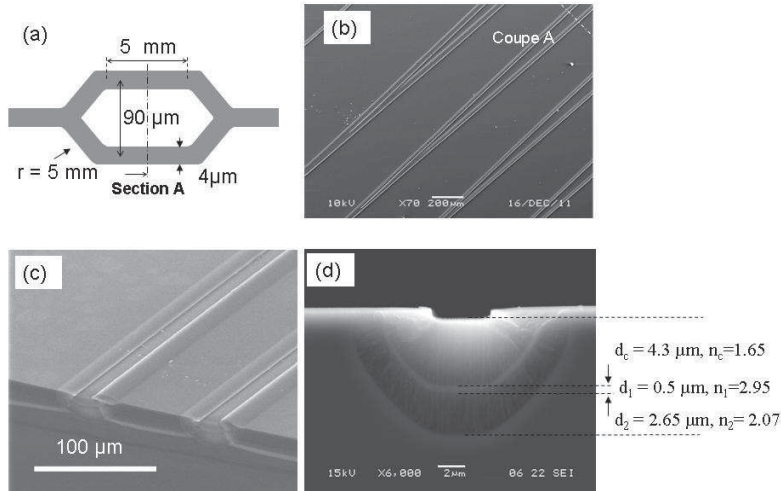 (a)
5 mm
90 µm
r = 5 mm
Section A
4µm
(b)
Coupe A
10kV X70 200µm 16/DEC/11
(c)
100 µm
(d)
d_c = 4.3 µm, n_c=1.65
d_1 = 0.5 µm, n_1=2.95
d_2 = 2.65 µm, n_2=2.07
15kV X6,000 2µm 06 22 SEI